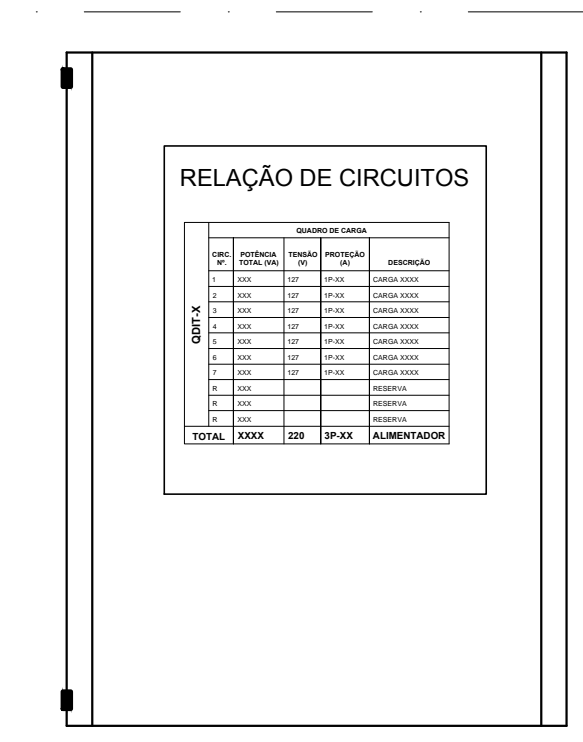 RELAÇÃO DE CIRCUITOS
QUADRO DE CARGA
CIRC. Nº. POTÊNCIA TOTAL (VA) TENSÃO (V) PROTEÇÃO (A) DESCRIÇÃO
QDIT-X
1 XXX 127 1P-XX CARGA XXXX
2 XXX 127 1P-XX CARGA XXXX
3 XXX 127 1P-XX CARGA XXXX
4 XXX 127 1P-XX CARGA XXXX
5 XXX 127 1P-XX CARGA XXXX
6 XXX 127 1P-XX CARGA XXXX
7 XXX 127 1P-XX CARGA XXXX
R XXX RESERVA
R XXX RESERVA
R XXX RESERVA
TOTAL XXXX 220 3P-XX ALIMENTADOR